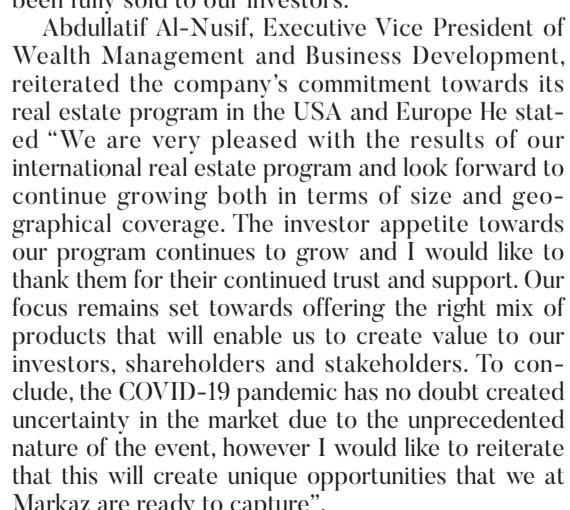 been fully sold to our investors.
Abdullatif Al-Nusif, Executive Vice President of
Wealth Management and Business Development,
reiterated the company's commitment towards its
real estate program in the USA and Europe He stat-
ed “We are very pleased with the results of our
international real estate program and look forward to
continue growing both in terms of size and geo-
graphical coverage. The investor appetite towards
our program continues to grow and I would like to
thank them for their continued trust and support. Our
focus remains set towards offering the right mix of
products that will enable us to create value to our
investors, shareholders and stakeholders. To con-
clude, the COVID-19 pandemic has no doubt created
uncertainty in the market due to the unprecedented
nature of the event, however I would like to reiterate
that this will create unique opportunities that we at
Markaz are ready to capture”.